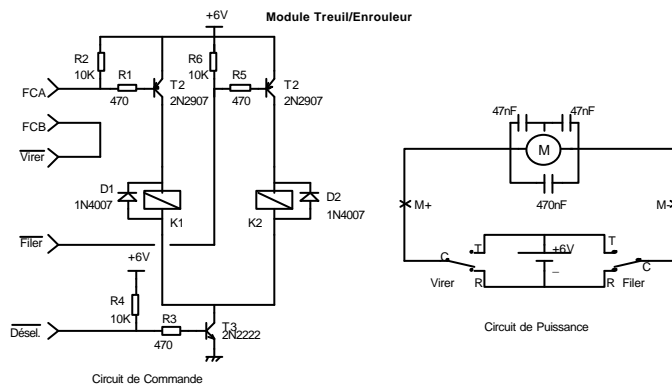 Module Treuil/Enrouleur
+6V
R2
10K
R1
470
T2
2N2907
R6
10K
R5
470
T2
2N2907
FCA
FCB
Virer
D1
1N4007
K1
K2
D2
1N4007
Filer
+6V
R4
10K
R3
470
T3
2N2222
Désel.
Circuit de Commande
47nF
47nF
M
470nF
M+
M-
T
+6V
T
C
C
Virer
R
_
R
Filer
Circuit de Puissance